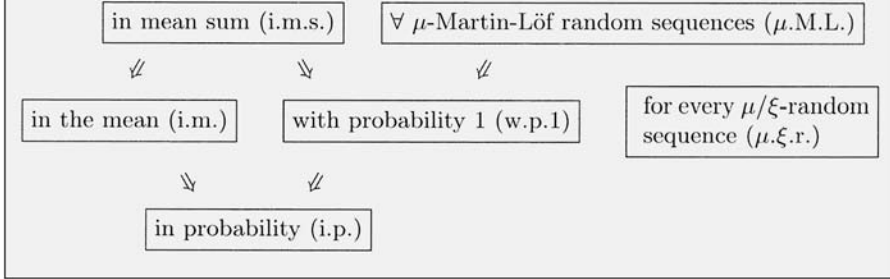 in mean sum (i.m.s.)
∀ μ-Martin-Löf random sequences (μ.M.L.)
⇙ ⇘ ⇙
in the mean (i.m.)
with probability 1 (w.p.1)
for every μ/ξ-random
sequence (μ.ξ.r.)
⇘ ⇙
in probability (i.p.)